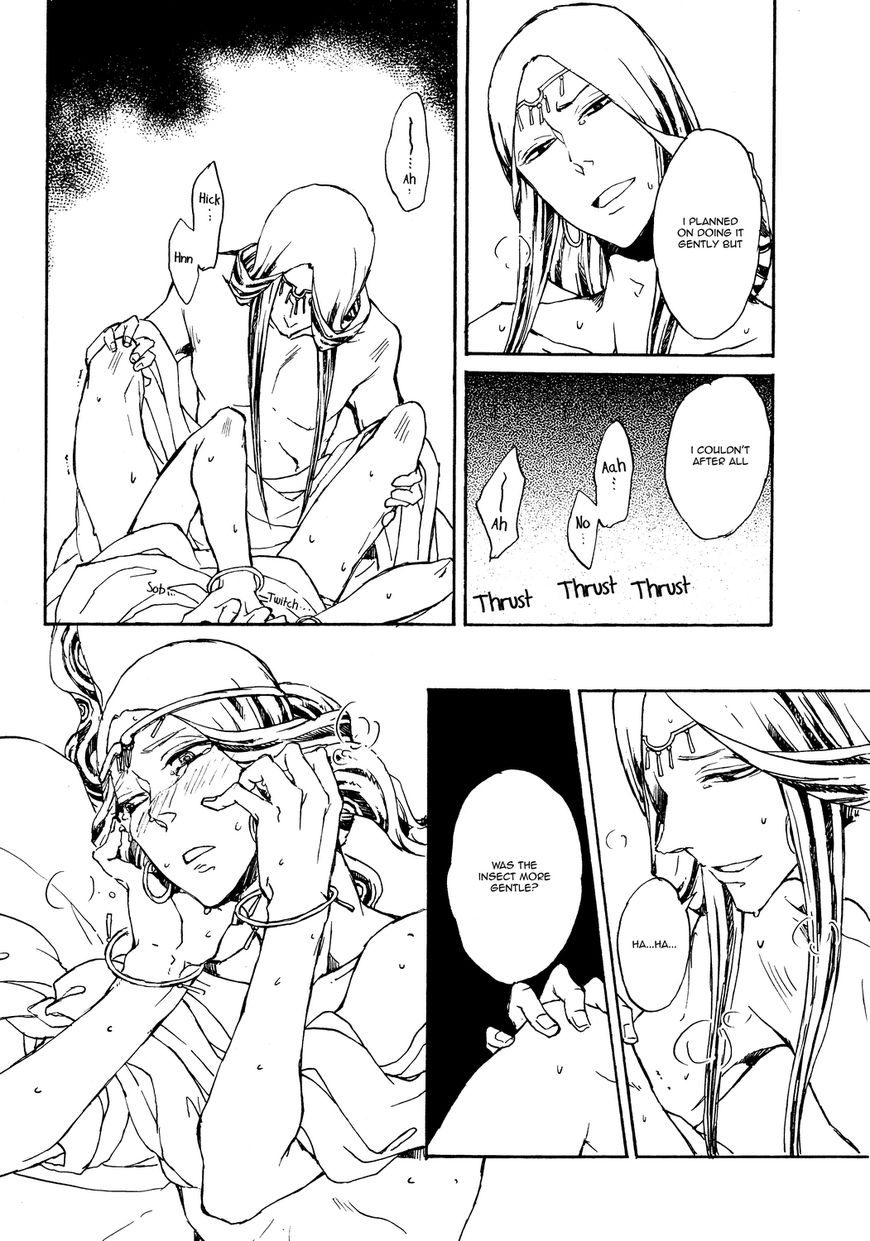 I PLANNED
ON DOING IT
GENTLY BUT
Ah
Hick
Hnn
Sob...
Twitch...
I COULDN'T
AFTER ALL
Aah
No
Ah
Thrust
Thrust
Thrust
HA...HA...
WAS THE
INSECT MORE
GENTLE?